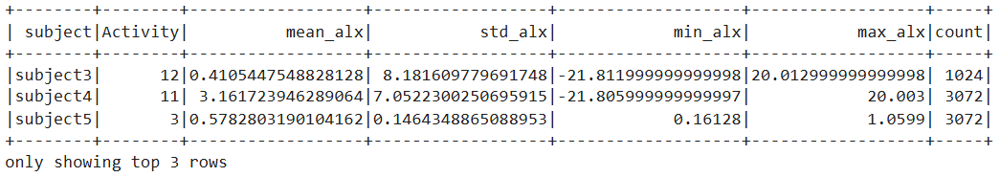 +--------+--------+------------------+------------------+-------------------+------------------+-----+
| subject|Activity|          mean_alx|           std_alx|            min_alx|           max_alx|count|
+--------+--------+------------------+------------------+-------------------+------------------+-----+
|subject3|      12|0.4105447548828128| 8.181609779691748|-21.811999999999998|20.012999999999998| 1024|
|subject4|      11| 3.161723946289064|7.0522300250695915|-21.805999999999997|            20.003| 3072|
|subject5|       3|0.5782803190104162|0.1464348865088953|            0.16128|            1.0599| 3072|
+--------+--------+------------------+------------------+-------------------+------------------+-----+
only showing top 3 rows